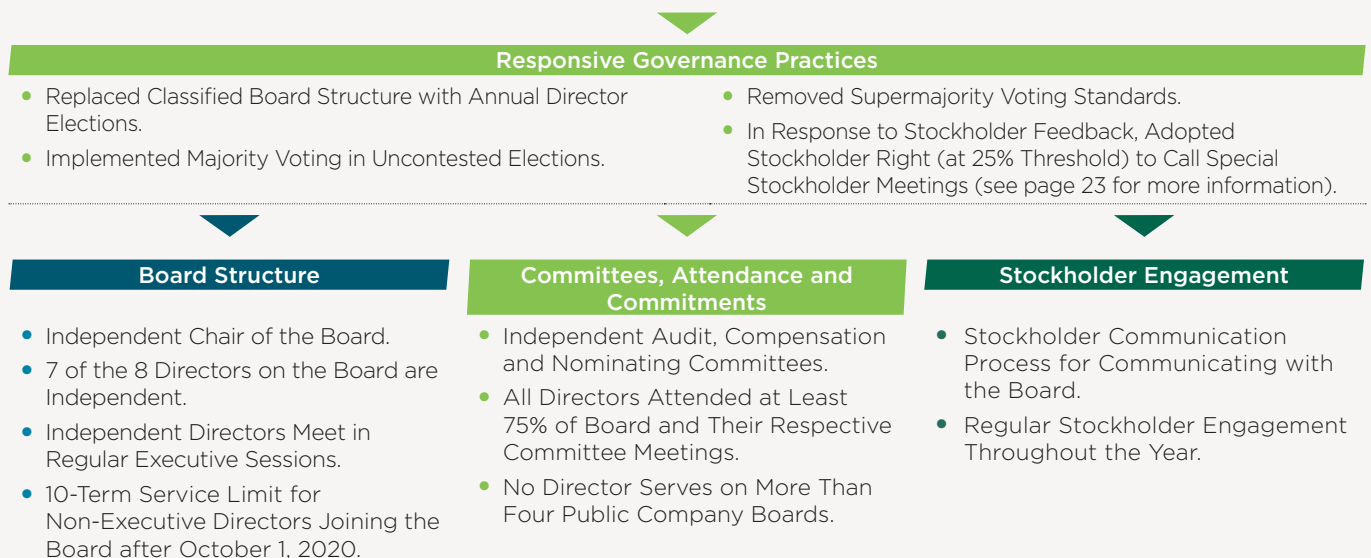 Responsive Governance Practices
• Replaced Classified Board Structure with Annual Director
Elections.
• Implemented Majority Voting in Uncontested Elections.
• Removed Supermajority Voting Standards.
• In Response to Stockholder Feedback, Adopted
Stockholder Right (at 25% Threshold) to Call Special
Stockholder Meetings (see page 23 for more information).
Board Structure
• Independent Chair of the Board.
• 7 of the 8 Directors on the Board are
Independent.
• Independent Directors Meet in
Regular Executive Sessions.
• 10-Term Service Limit for
Non-Executive Directors Joining the
Board after October 1, 2020.
Committees, Attendance and
Commitments
• Independent Audit, Compensation
and Nominating Committees.
• All Directors Attended at Least
75% of Board and Their Respective
Committee Meetings.
• No Director Serves on More Than
Four Public Company Boards.
Stockholder Engagement
• Stockholder Communication
Process for Communicating with
the Board.
• Regular Stockholder Engagement
Throughout the Year.